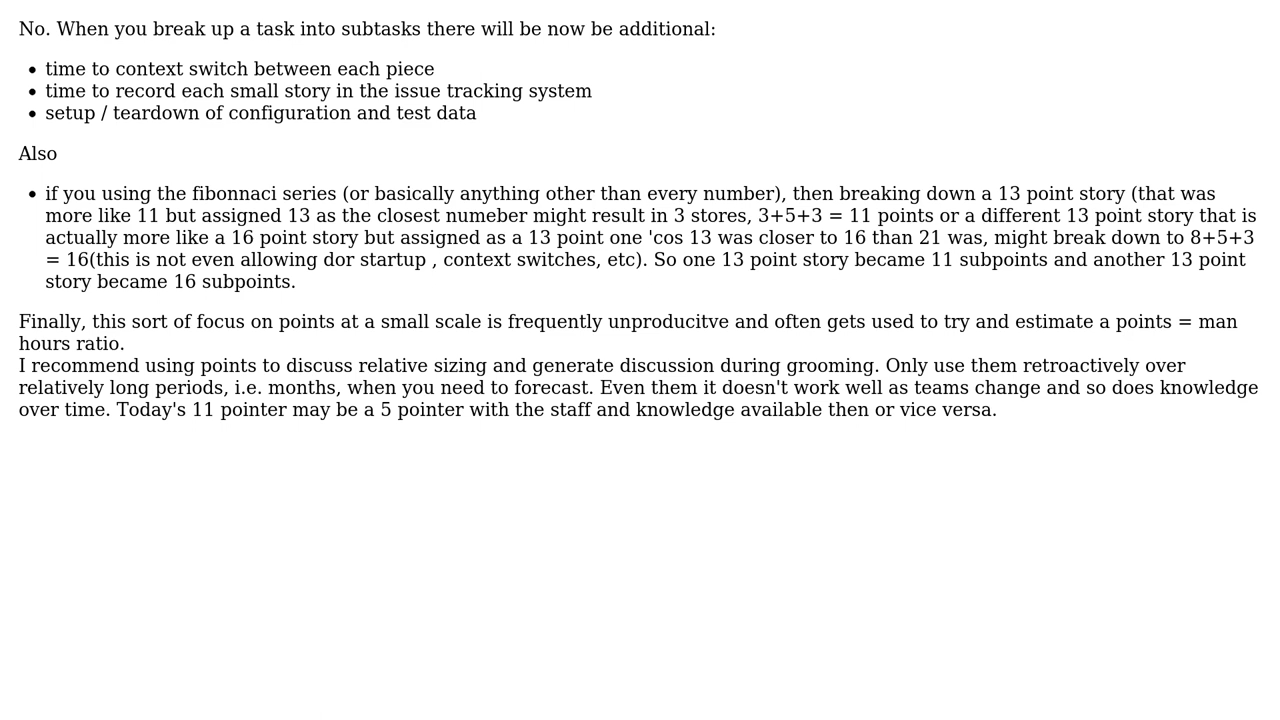 No. When you break up a task into subtasks there will be now be additional:
• time to context switch between each piece
• time to record each small story in the issue tracking system
• setup / teardown of configuration and test data
Also
• if you using the fibonnaci series (or basically anything other than every number), then breaking down a 13 point story (that was
more like 11 but assigned 13 as the closest numeber might result in 3 stores, 3+5+3 = 11 points or a different 13 point story that is
actually more like a 16 point story but assigned as a 13 point one 'cos 13 was closer to 16 than 21 was, might break down to 8+5+3
= 16(this is not even allowing dor startup , context switches, etc). So one 13 point story became 11 subpoints and another 13 point
story became 16 subpoints.
Finally, this sort of focus on points at a small scale is frequently unproducitve and often gets used to try and estimate a points = man
hours ratio.
I recommend using points to discuss relative sizing and generate discussion during grooming. Only use them retroactively over
relatively long periods, i.e. months, when you need to forecast. Even them it doesn't work well as teams change and so does knowledge
over time. Today's 11 pointer may be a 5 pointer with the staff and knowledge available then or vice versa.